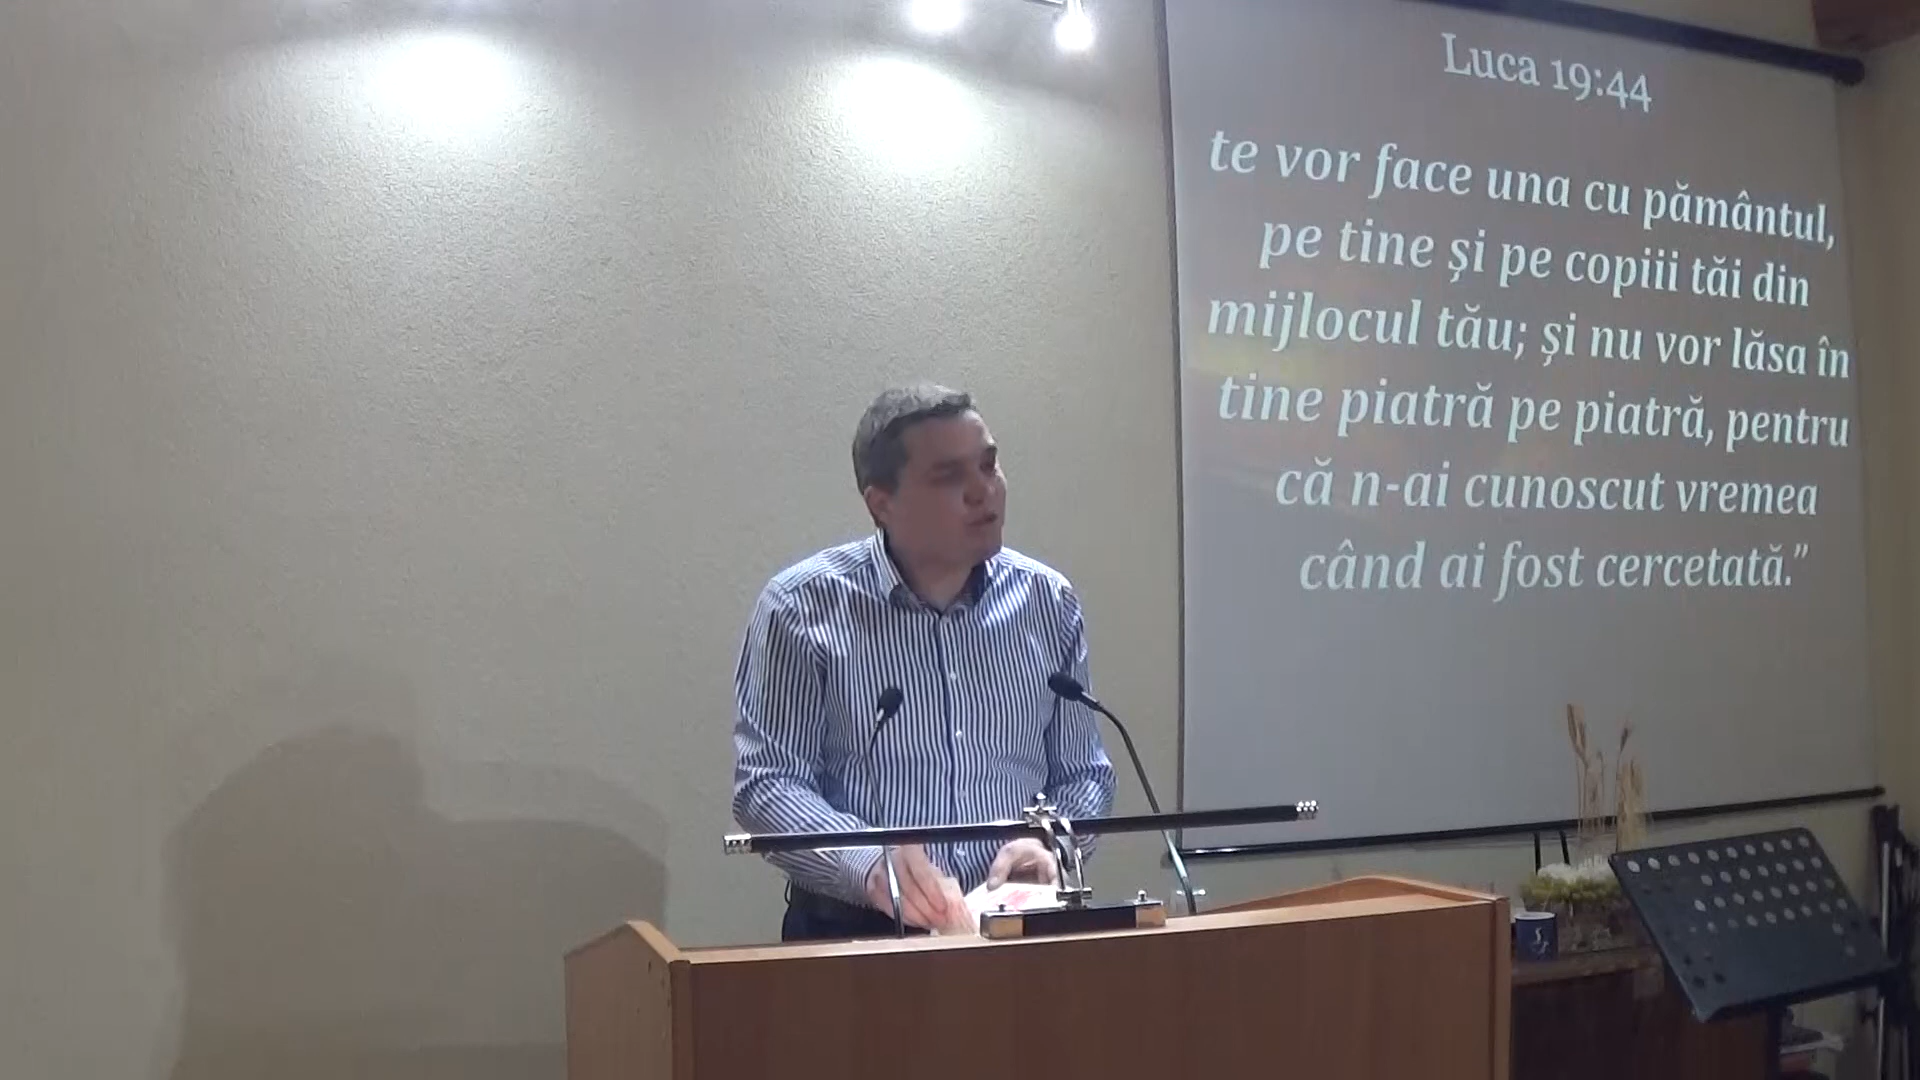 Luca 19:44
te vor face una cu pământul,
pe tine și pe copiii tăi din
mijlocul tău; și nu vor lăsa în
tine piatră pe piatră, pentru
că n-ai cunoscut vremea
când ai fost cercetată.”